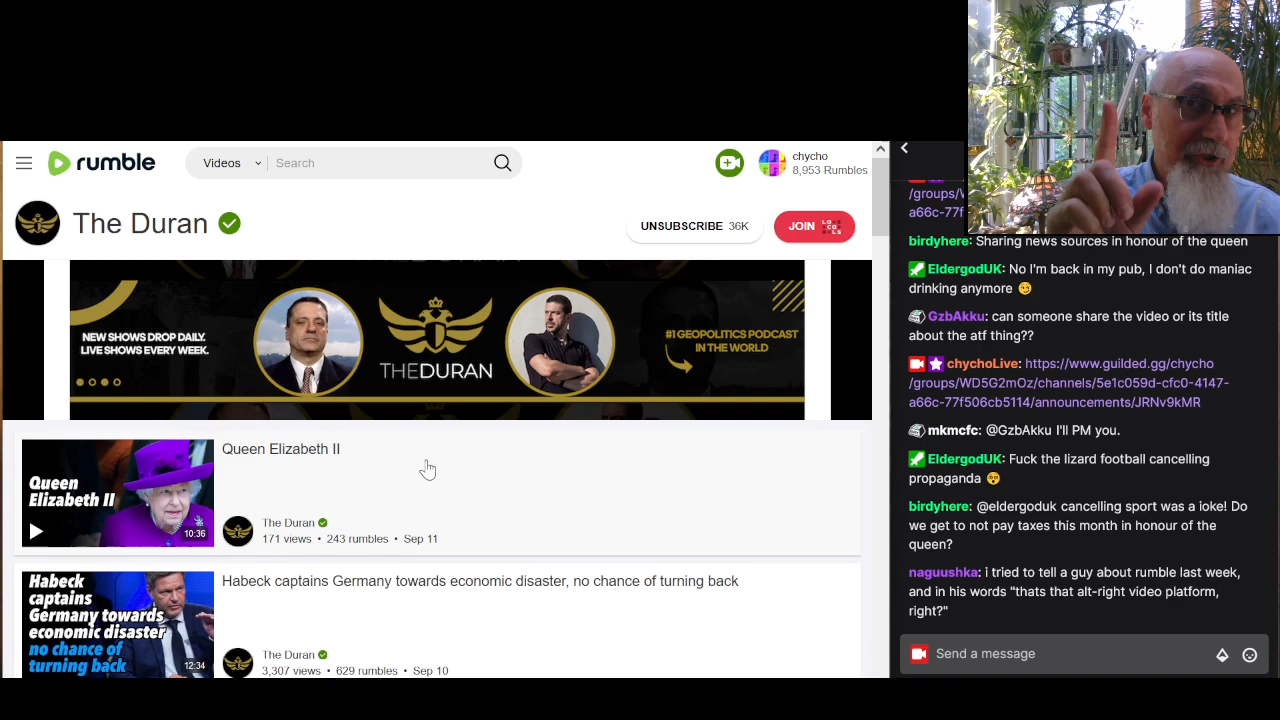 rumble
Videos
Search
chycho
8,953 Rumbles
The Duran
UNSUBSCRIBE 36K
JOIN LOCALS
NEW SHOWS DROP DAILY.
LIVE SHOWS EVERY WEEK.
THEDURAN
#1 GEOPOLITICS PODCAST
IN THE WORLD
Queen
Elizabeth II
10:36
Queen Elizabeth II
The Duran
171 views • 243 rumbles • Sep 11
Habeck
captains
Germany towards
economic disaster
no chance of
turning back
12:34
Habeck captains Germany towards economic disaster, no chance of turning back
The Duran
3,307 views • 629 rumbles • Sep 10
a66c-77f
birdyhere: Sharing news sources in honour of the queen
EldergodUK: No I'm back in my pub, I don't do maniac
drinking anymore
GzbAkku: can someone share the video or its title
about the atf thing??
chychoLive: https://www.guilded.gg/chycho
/groups/WD5G2mOz/channels/5e1c059d-cfc0-4147-
a66c-77f506cb5114/announcements/JRNv9kMR
mkmcfc: @GzbAkku I'll PM you.
EldergodUK: Fuck the lizard football cancelling
propaganda
birdyhere: @eldergoduk cancelling sport was a joke! Do
we get to not pay taxes this month in honour of the
queen?
naguushka: i tried to tell a guy about rumble last week,
and in his words "thats that alt-right video platform,
right?"
Send a message